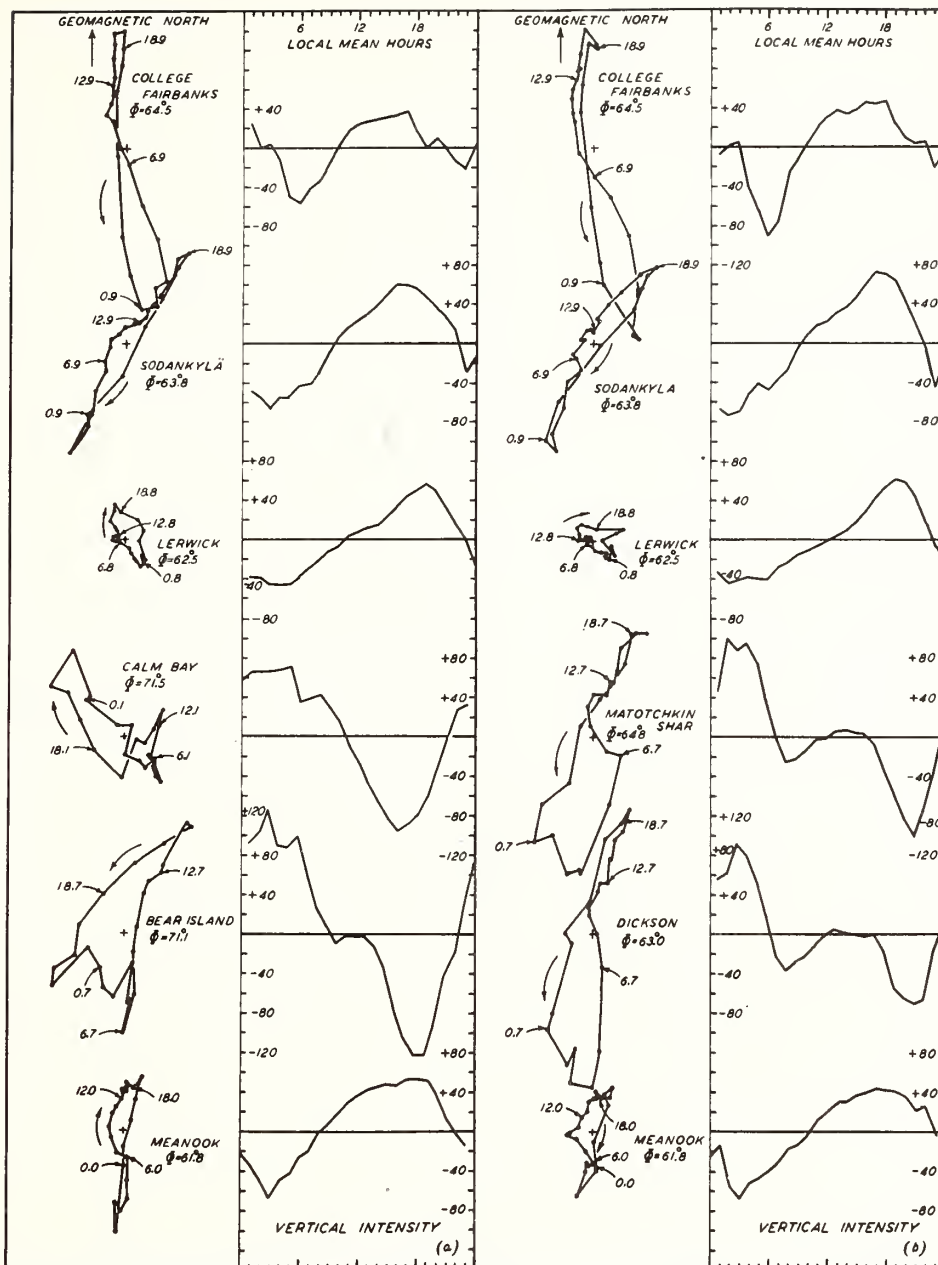 GEOMAGNETIC NORTH
6
18
LOCAL MEAN HOURS
18.9
12.9
COLLEGE
FAIRBANKS
Φ=64.5°
+40
6.9
-40
-80
18.9
+80
0.9
+40
12.9
6.9
SODANKYLÄ
Φ=63.8°
-40
0.9
-80
+80
18.8
+40
12.8
LERWICK
Φ=62.5°
6.8
0.8
-40
-80
CALM BAY
Φ=71.5°
+80
0.1
12.1
+40
18.1
6.1
-40
-80
+120
-120
12.7
+80
18.7
+40
BEAR ISLAND
Φ=71.1°
0.7
-40
6.7
-80
-120
+80
12.0
18.0
+40
MEANOOK
Φ=61.8°
0.0
6.0
-40
-80
VERTICAL INTENSITY
(a)
GEOMAGNETIC NORTH
6
18
LOCAL MEAN HOURS
18.9
12.9
COLLEGE
FAIRBANKS
Φ=64.5°
+40
6.9
-40
-80
-120
18.9
+80
0.9
+40
12.9
6.9
SODANKYLA
Φ=63.8°
-40
0.9
-80
+80
+40
18.8
12.8
LERWICK
Φ=62.5°
6.8
0.8
-40
-80
18.7
+80
12.7
+40
MATOTCHKIN
SHAR
Φ=64.8°
6.7
-40
-80
+120
0.7
-120
18.7
+80
12.7
+40
DICKSON
Φ=63.0°
6.7
-40
0.7
-80
+80
12.0
+40
18.0
6.0
MEANOOK
Φ=61.8°
0.0
-40
-80
VERTICAL INTENSITY
(b)